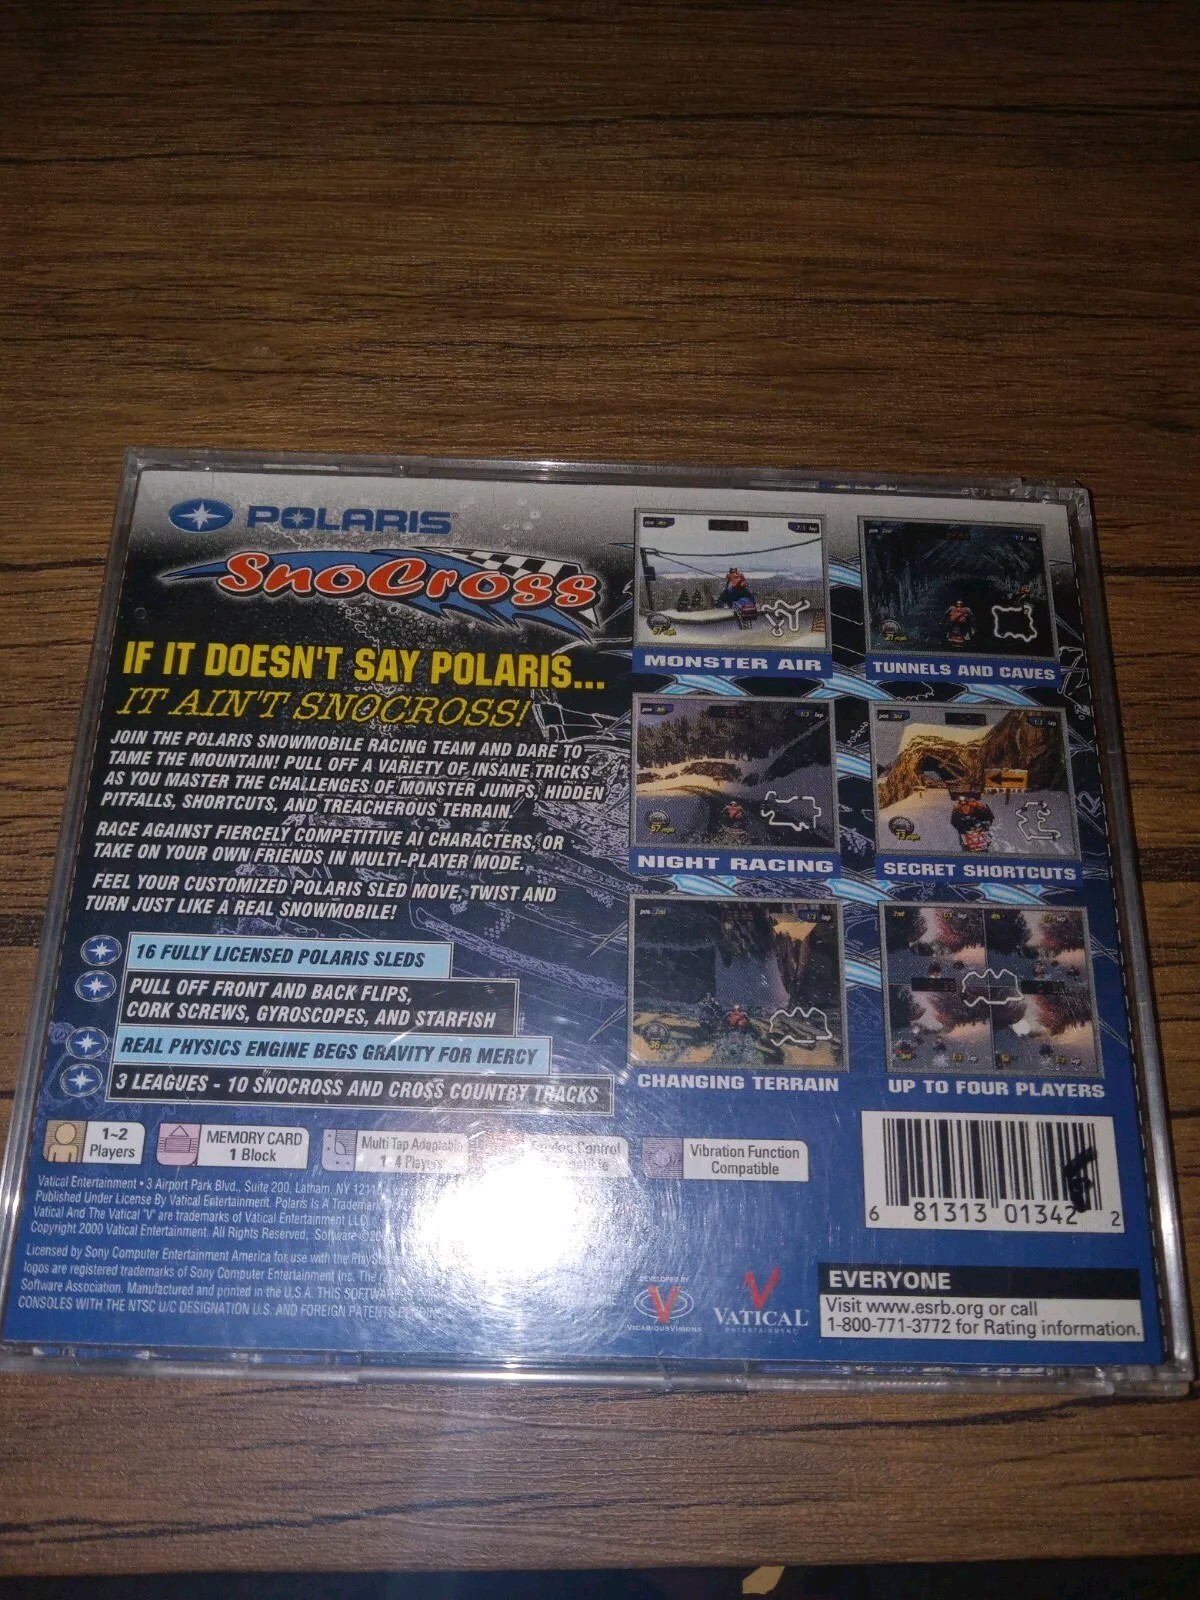 POLARIS
SnoCross
IF IT DOESN'T SAY POLARIS...
IT AIN'T SNOCROSS!
JOIN THE POLARIS SNOWMOBILE RACING TEAM AND DARE TO
TAME THE MOUNTAIN! PULL OFF A VARIETY OF INSANE TRICKS
AS YOU MASTER THE CHALLENGES OF MONSTER JUMPS, HIDDEN
PITFALLS, SHORTCUTS, AND TREACHEROUS TERRAIN.
RACE AGAINST FIERCELY COMPETITIVE AI CHARACTERS, OR
TAKE ON YOUR OWN FRIENDS IN MULTI-PLAYER MODE.
FEEL YOUR CUSTOMIZED POLARIS SLED MOVE, TWIST AND
TURN JUST LIKE A REAL SNOWMOBILE!
16 FULLY LICENSED POLARIS SLEDS
PULL OFF FRONT AND BACK FLIPS,
CORK SCREWS, GYROSCOPES, AND STARFISH
REAL PHYSICS ENGINE BEGS GRAVITY FOR MERCY
3 LEAGUES - 10 SNOCROSS AND CROSS COUNTRY TRACKS
MONSTER AIR
TUNNELS AND CAVES
NIGHT RACING
SECRET SHORTCUTS
CHANGING TERRAIN
UP TO FOUR PLAYERS
1~2
Players
MEMORY CARD
1 Block
Multi Tap Adaptable
Players
Control
Vibration Function
Compatible
Vatical Entertainment • 3 Airport Park Blvd., Suite 200, Latham, NY
Published Under License By Vatical Entertainment. Polaris Is A
Vatical And The Vatical "V" are trademarks of Vatical Entertainment LLC
Copyright 2000 Vatical Entertainment. All Rights Reserved, Software
Licensed by Sony Computer Entertainment America for use with the
logos are registered trademarks of Sony Computer Entertainment Inc.
Software Association. Manufactured and printed in the U.S.A. THIS
CONSOLES WITH THE NTSC U/C DESIGNATION U.S. AND FOREIGN PATENTS PENDING
6 81313 01342 2
DEVELOPED BY
VICARIOUS VISIONS
VATICAL
ENTERTAINMENT
EVERYONE
Visit www.esrb.org or call
1-800-771-3772 for Rating information.